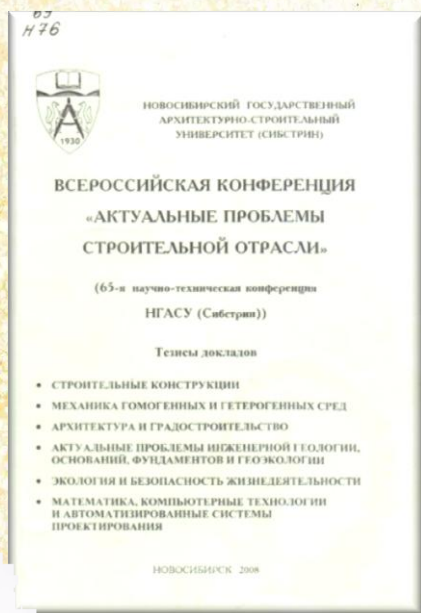 69
Н76
1930
НОВОСИБИРСКИЙ ГОСУДАРСТВЕННЫЙ
АРХИТЕКТУРНО-СТРОИТЕЛЬНЫЙ
УНИВЕРСИТЕТ (СИБСТРИН)
ВСЕРОССИЙСКАЯ КОНФЕРЕНЦИЯ
«АКТУАЛЬНЫЕ ПРОБЛЕМЫ
СТРОИТЕЛЬНОЙ ОТРАСЛИ»
(65-я научно-техническая конференция
НГАСУ (Сибстрин))
Тезисы докладов
• СТРОИТЕЛЬНЫЕ КОНСТРУКЦИИ
• МЕХАНИКА ГОМОГЕННЫХ И ГЕТЕРОГЕННЫХ СРЕД
• АРХИТЕКТУРА И ГРАДОСТРОИТЕЛЬСТВО
• АКТУАЛЬНЫЕ ПРОБЛЕМЫ ИНЖЕНЕРНОЙ ГЕОЛОГИИ,
ОСНОВАНИЙ, ФУНДАМЕНТОВ И ГЕОЭКОЛОГИИ
• ЭКОЛОГИЯ И БЕЗОПАСНОСТЬ ЖИЗНЕДЕЯТЕЛЬНОСТИ
• МАТЕМАТИКА, КОМПЬЮТЕРНЫЕ ТЕХНОЛОГИИ
И АВТОМАТИЗИРОВАННЫЕ СИСТЕМЫ
ПРОЕКТИРОВАНИЯ
НОВОСИБИРСК 2008